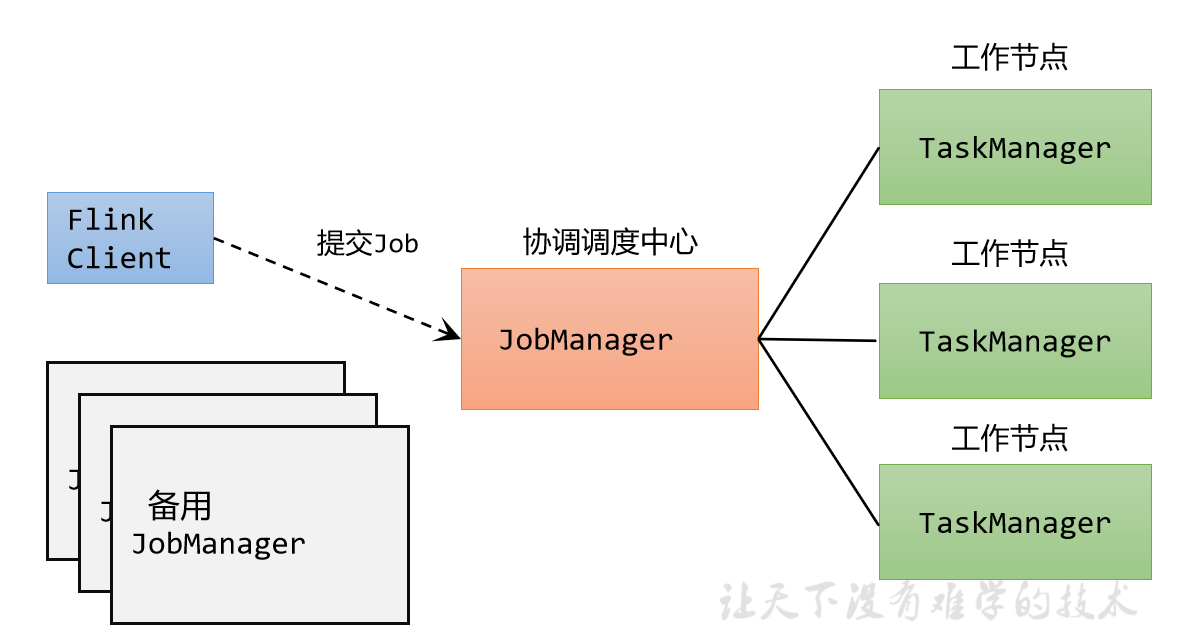 Flink
Client
提交Job
协调调度中心
JobManager
工作节点
TaskManager
工作节点
TaskManager
工作节点
TaskManager
J
J
备用
JobManager
让天下没有难学的技术